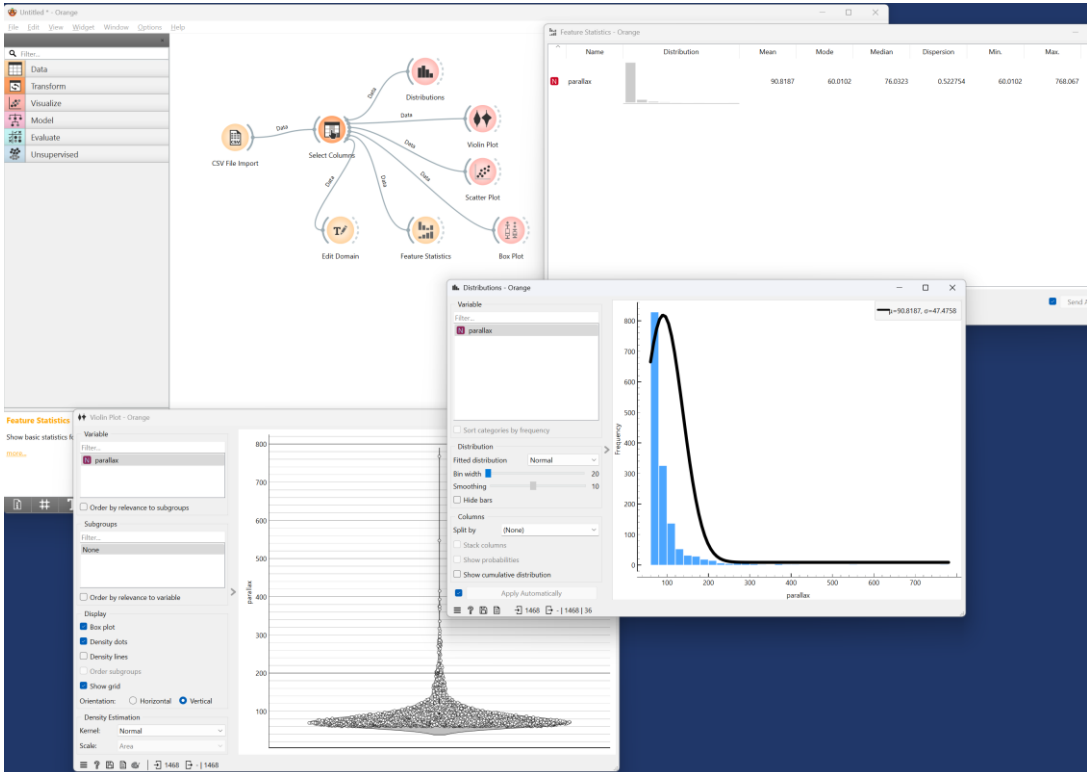 Untitled * - Orange
File Edit View Widget Window Options Help
Filter...
Data
Transform
Visualize
Model
Evaluate
Unsupervised
CSV File Import
Data
Select Columns
Data
Distributions
Data
Violin Plot
Data
Scatter Plot
Data
Data
Data
Edit Domain
Feature Statistics
Box Plot
Feature Statistics - Orange
Name Distribution Mean Mode Median Dispersion Min. Max.
N parallax 90.8187 60.0102 76.0323 0.522754 60.0102 768.067
Send A
Feature Statistics
Show basic statistics fo
more...
Distributions - Orange
Variable
Filter...
N parallax
Sort categories by frequency
Distribution
Fitted distribution Normal
Bin width 20
Smoothing 10
Hide bars
Columns
Split by (None)
Stack columns
Show probabilities
Show cumulative distribution
Apply Automatically
1468 - | 1468 | 36
μ=90.8187, σ=47.4758
Frequency
800
700
600
500
400
300
200
100
0
100 200 300 400 500 600 700
parallax
Violin Plot - Orange
Variable
Filter...
N parallax
Order by relevance to subgroups
Subgroups
Filter...
None
Order by relevance to variable
Display
Box plot
Density dots
Density lines
Order subgroups
Show grid
Orientation: Horizontal Vertical
Density Estimation
Kernel: Normal
Scale: Area
1468 - | 1468
parallax
800
700
600
500
400
300
200
100